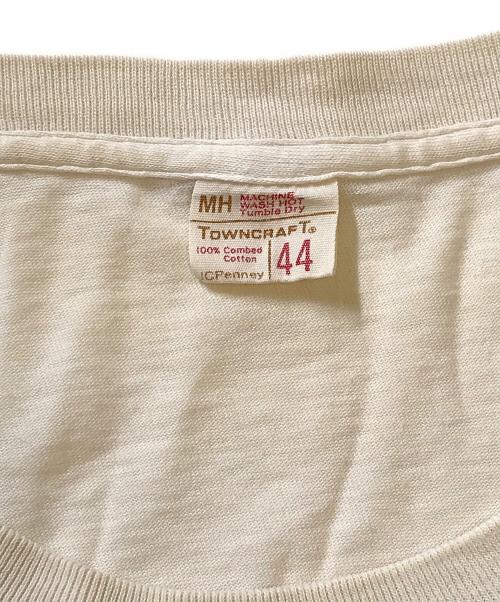 MH MACHINE
WASH HOT
Tumble Dry
TOWNCRAFT®
100% Combed
Cotton
44
JCPenney